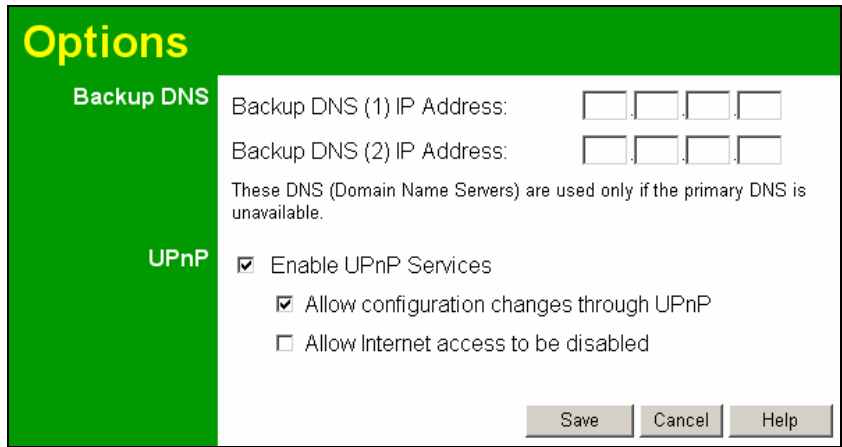 Options
Backup DNS
Backup DNS (1) IP Address: . . .
Backup DNS (2) IP Address: . . .
These DNS (Domain Name Servers) are used only if the primary DNS is
unavailable.
UPnP
Enable UPnP Services
Allow configuration changes through UPnP
Allow Internet access to be disabled
Save Cancel Help